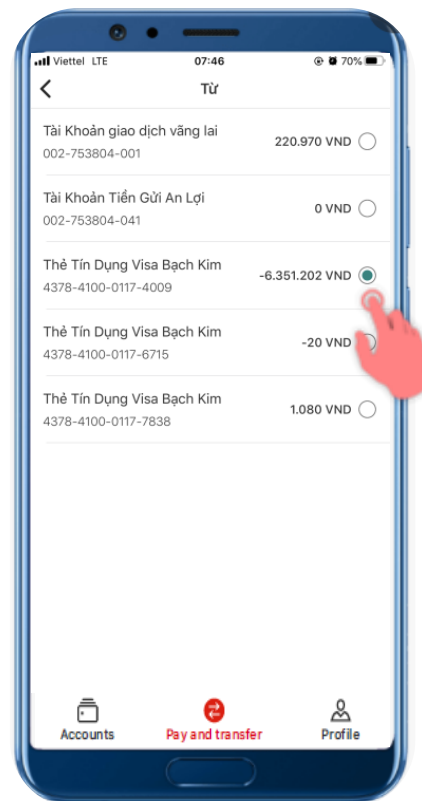 Viettel LTE 07:46 70%
Từ
Tài Khoản giao dịch vãng lai
220.970 VND
002-753804-001
Tài Khoản Tiền Gửi An Lợi
0 VND
002-753804-041
Thẻ Tín Dụng Visa Bạch Kim
-6.351.202 VND
4378-4100-0117-4009
Thẻ Tín Dụng Visa Bạch Kim
-20 VND
4378-4100-0117-6715
Thẻ Tín Dụng Visa Bạch Kim
1.080 VND
4378-4100-0117-7838
Accounts Pay and transfer Profile